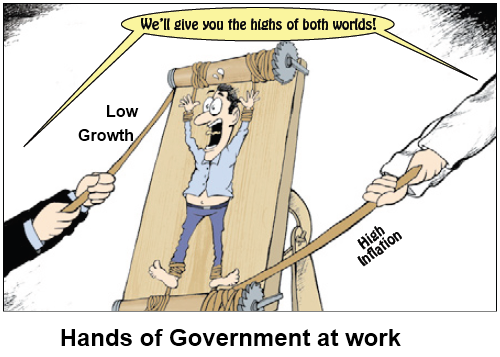 We'll give you the highs of both worlds!
Low
Growth
High
Inflation
Hands of Government at work